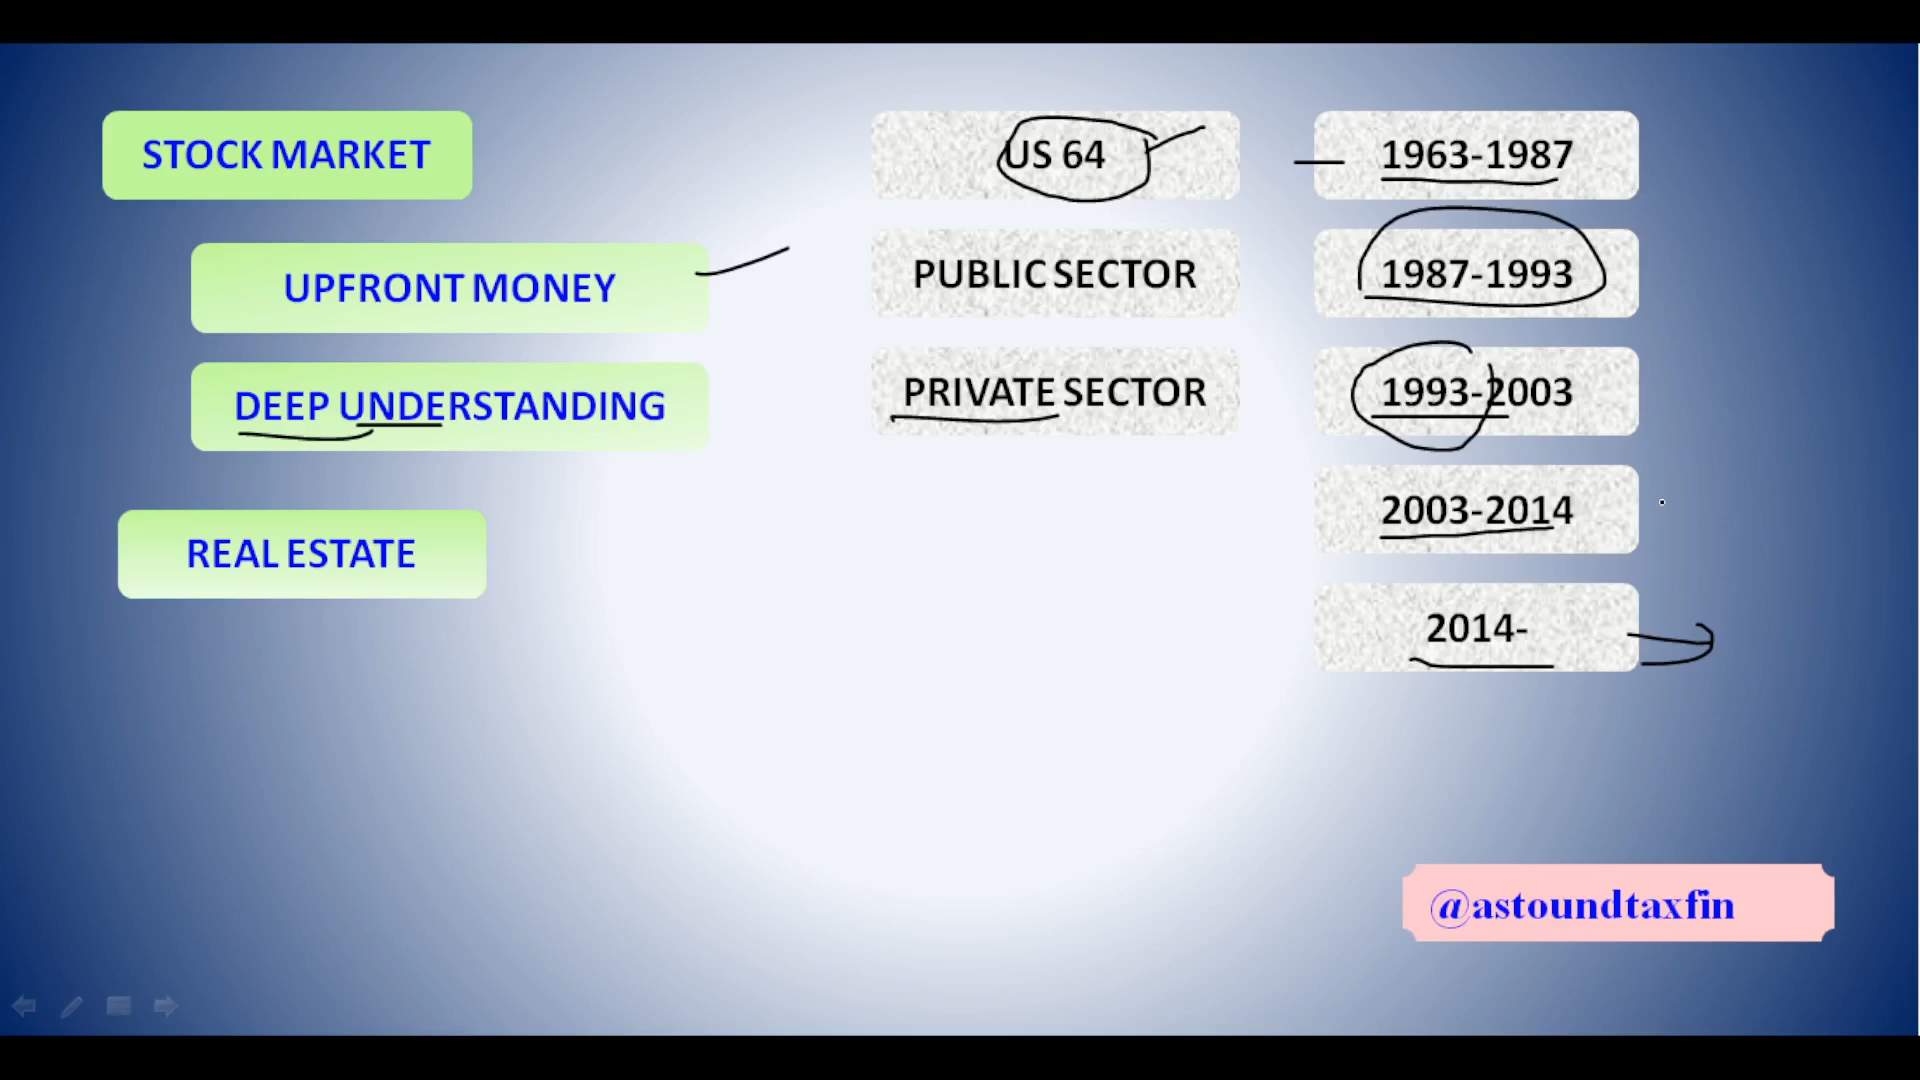 STOCK MARKET
UPFRONT MONEY
DEEP UNDERSTANDING
REAL ESTATE
US 64
PUBLIC SECTOR
PRIVATE SECTOR
1963-1987
1987-1993
1993-2003
2003-2014
2014-
@astoundtaxfin